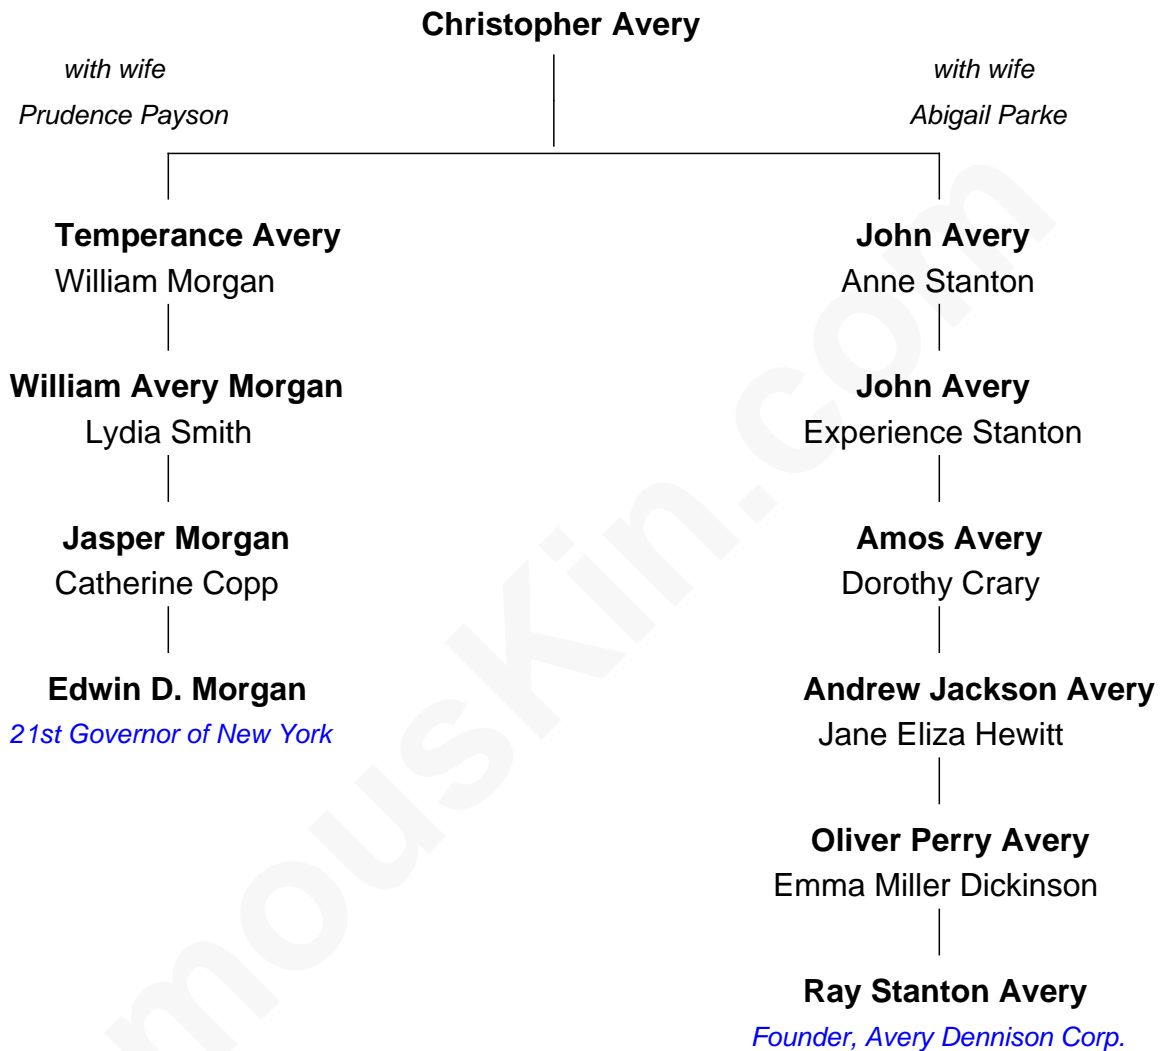 Christopher Avery
with wife
Prudence Payson
with wife
Abigail Parke
Temperance Avery
William Morgan
John Avery
Anne Stanton
William Avery Morgan
Lydia Smith
John Avery
Experience Stanton
Jasper Morgan
Catherine Copp
Amos Avery
Dorothy Crary
Edwin D. Morgan
21st Governor of New York
Andrew Jackson Avery
Jane Eliza Hewitt
Oliver Perry Avery
Emma Miller Dickinson
Ray Stanton Avery
Founder, Avery Dennison Corp.
mousKin.com